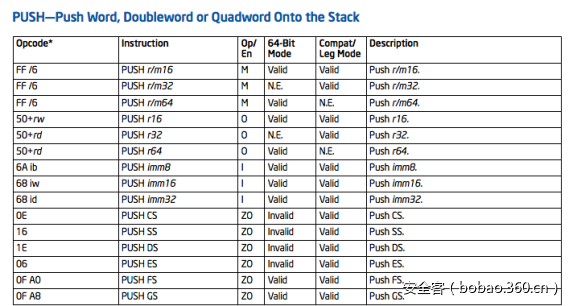 PUSH—Push Word, Doubleword or Quadword Onto the Stack
Opcode* Instruction Op/En 64-Bit Mode Compat/Leg Mode Description
FF /6 PUSH r/m16 M Valid Valid Push r/m16.
FF /6 PUSH r/m32 M N.E. Valid Push r/m32.
FF /6 PUSH r/m64 M Valid N.E. Push r/m64.
50+rw PUSH r16 O Valid Valid Push r16.
50+rd PUSH r32 O N.E. Valid Push r32.
50+rd PUSH r64 O Valid N.E. Push r64.
6A ib PUSH imm8 I Valid Valid Push imm8.
68 iw PUSH imm16 I Valid Valid Push imm16.
68 id PUSH imm32 I Valid Valid Push imm32.
0E PUSH CS ZO Invalid Valid Push CS.
16 PUSH SS ZO Invalid Valid Push SS.
1E PUSH DS ZO Invalid Valid Push DS.
06 PUSH ES ZO Invalid Valid Push ES.
0F A0 PUSH FS ZO Valid Valid Push FS.
0F A8 PUSH GS ZO Valid Valid Push GS.
安全客（bobao.360.cn）